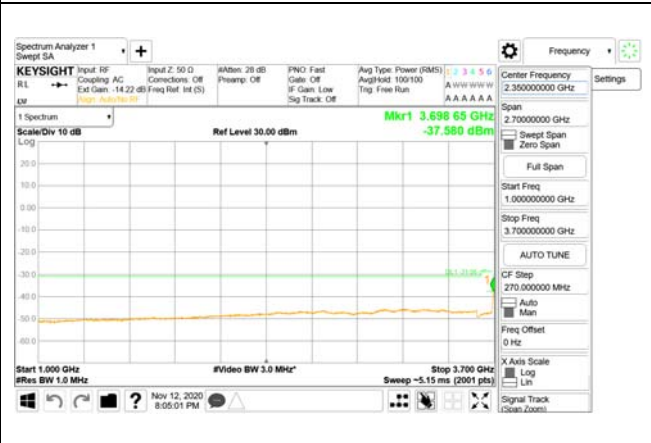 Spectrum Analyzer 1
Swept SA
Frequency
KEYSIGHT
RL
Input: RF
Coupling: AC
Ext Gain: -14.22 dB
Align: Auto/No RF
Input Z: 50 Ω
Corrections: Off
Freq Ref: Int (S)
#Atten: 28 dB
Preamp: Off
PNO: Fast
Gate: Off
IF Gain: Low
Sig Track: Off
Avg Type: Power (RMS)
Avg|Hold: 100/100
Trig: Free Run
1 2 3 4 5 6
A W W W W W
A A A A A A
1 Spectrum
Scale/Div 10 dB
Log
Ref Level 30.00 dBm
Mkr1 3.698 65 GHz
-37.580 dBm
20.0
10.0
0.00
-10.0
-20.0
-30.0
-40.0
-50.0
-60.0
1
Start 1.000 GHz
#Res BW 1.0 MHz
#Video BW 3.0 MHz*
Stop 3.700 GHz
Sweep ~5.15 ms (2001 pts)
Nov 12, 2020
8:05:01 PM
Center Frequency
2.350000000 GHz
Settings
Span
2.70000000 GHz
Swept Span
Zero Span
Full Span
Start Freq
1.000000000 GHz
Stop Freq
3.700000000 GHz
AUTO TUNE
CF Step
270.000000 MHz
Auto
Man
Freq Offset
0 Hz
X Axis Scale
Log
Lin
Signal Track
(Span Zoom)